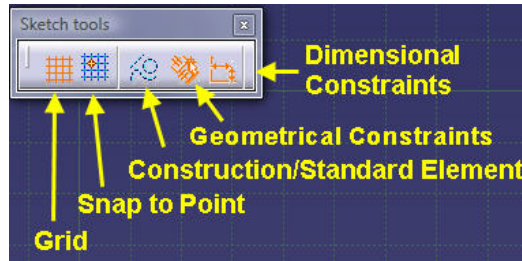 Sketch tools
Dimensional
Constraints
Geometrical Constraints
Construction/Standard Element
Snap to Point
Grid